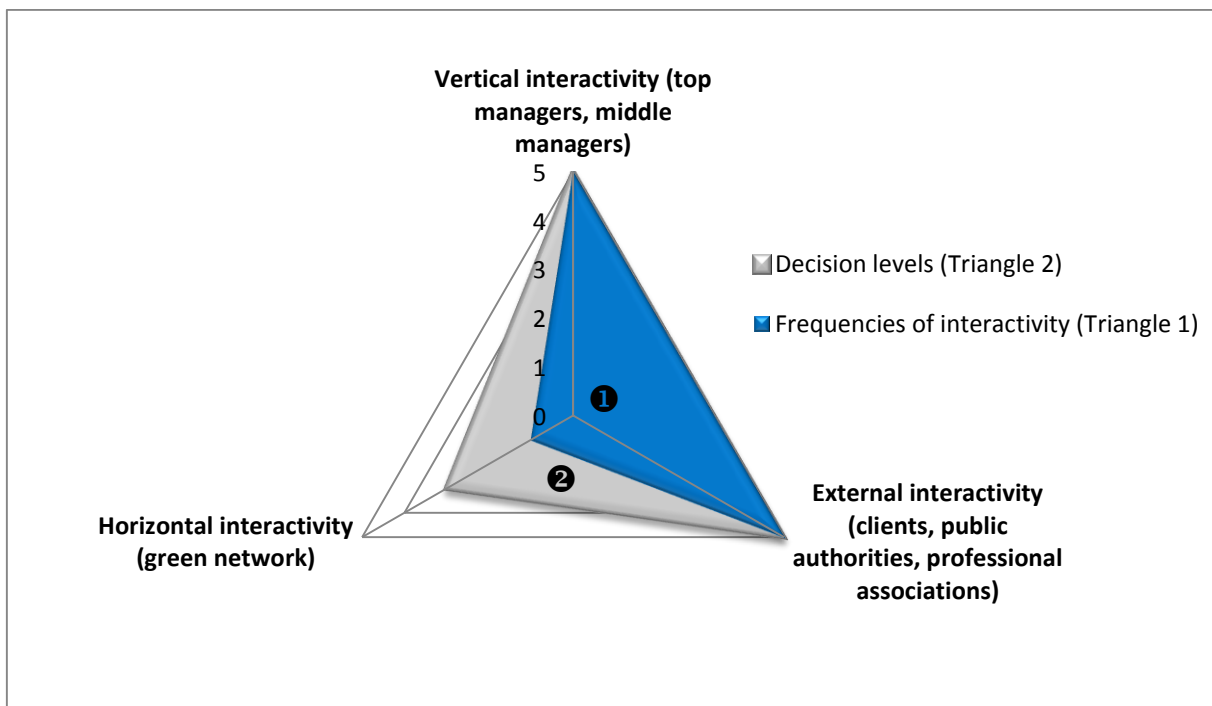 Vertical interactivity (top
managers, middle
managers)
5
4
3
2
1
0
❶
❷
Decision levels (Triangle 2)
Frequencies of interactivity (Triangle 1)
Horizontal interactivity
(green network)
External interactivity
(clients, public
authorities, professional
associations)